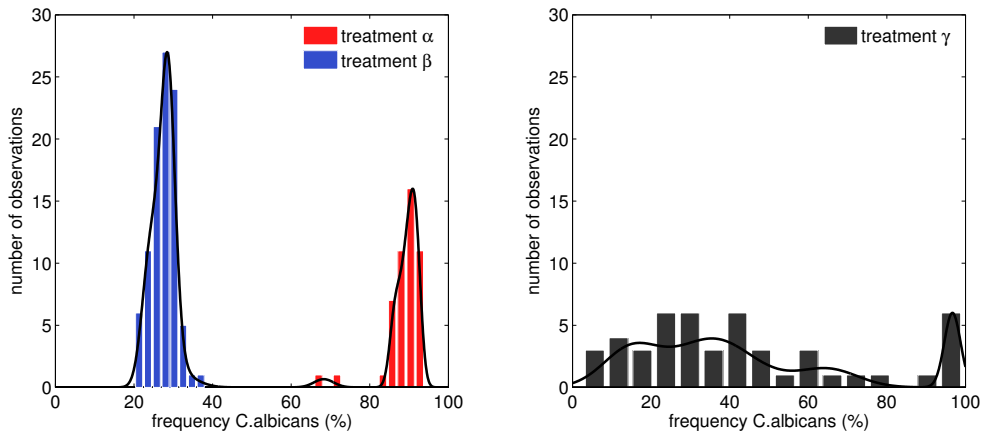 30
25
20
15
10
5
0
number of observations
treatment α
treatment β
0 20 40 60 80 100
frequency C.albicans (%)
30
25
20
15
10
5
0
number of observations
treatment γ
0 20 40 60 80 100
frequency C.albicans (%)